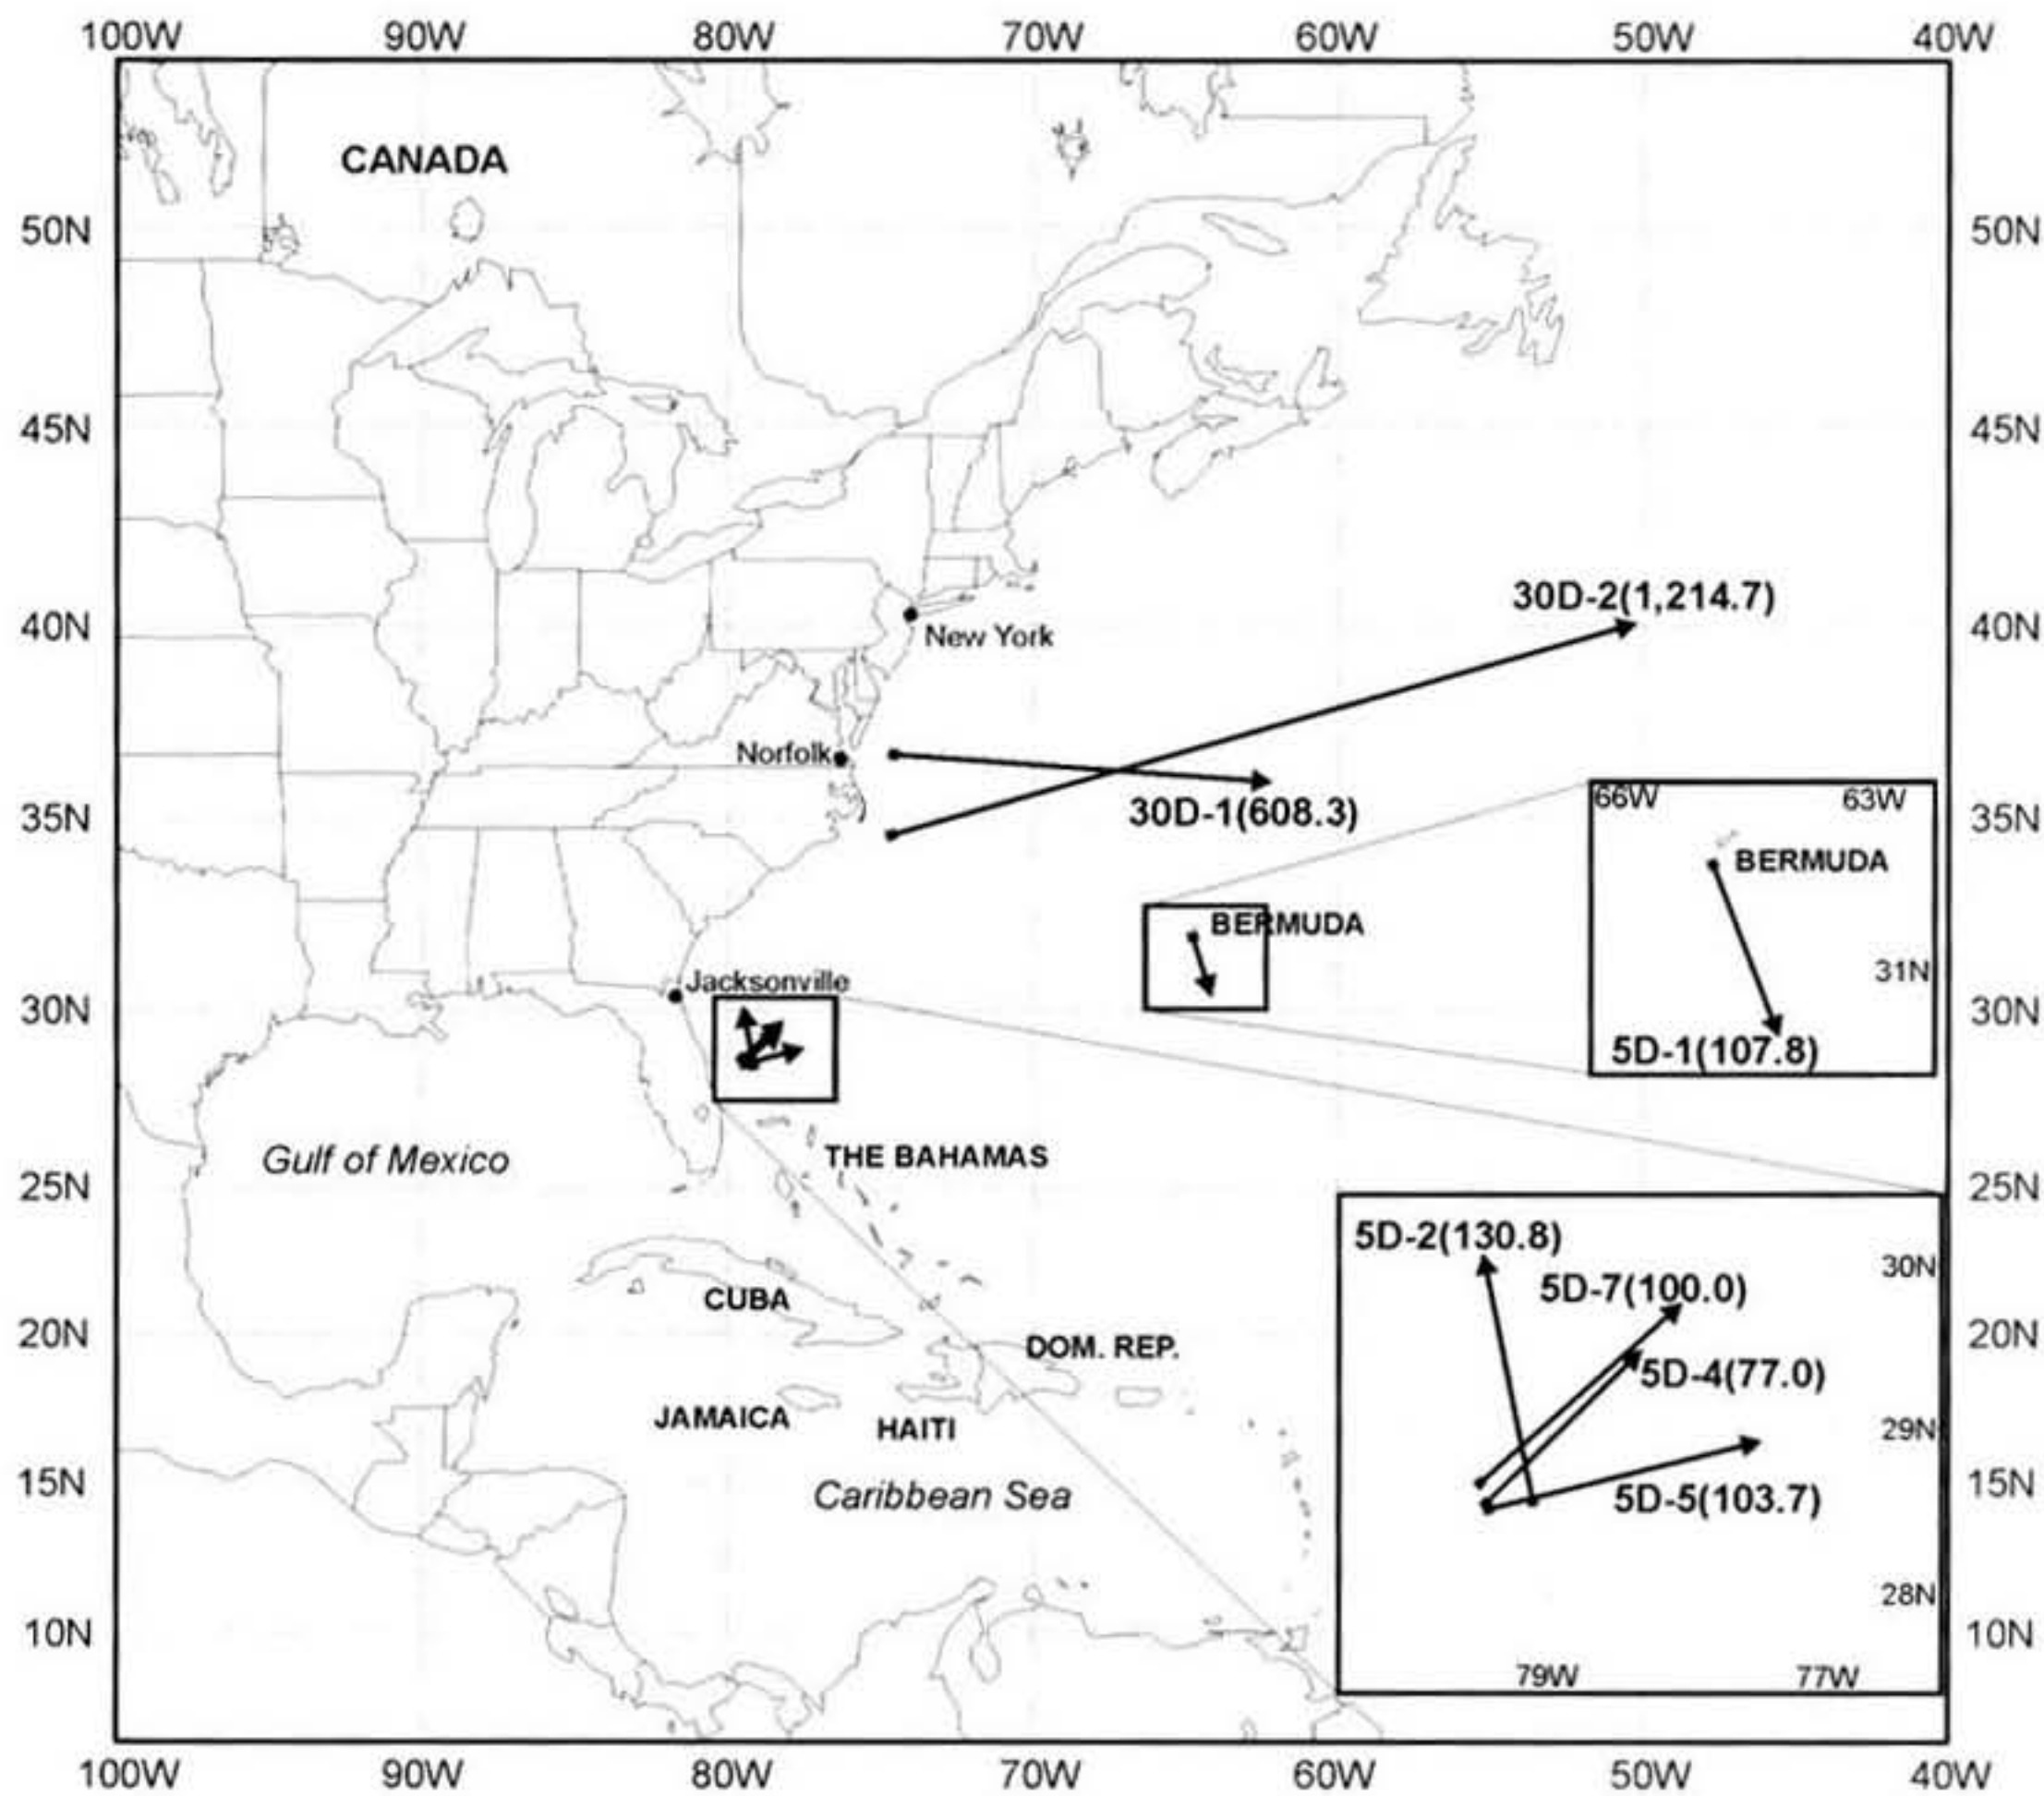 100W 90W 80W 70W 60W 50W 40W
CANADA
50N 50N
45N 45N
30D-2(1,214.7)
40N 40N
New York
Norfolk
30D-1(608.3)
35N 35N
66W 63W
BERMUDA
BERMUDA
31N
5D-1(107.8)
Jacksonville
30N 30N
THE BAHAMAS
Gulf of Mexico
25N 25N
5D-2(130.8)
30N
5D-7(100.0)
CUBA
20N 20N
DOM. REP.
5D-4(77.0)
JAMAICA
HAITI
29N
15N 15N
Caribbean Sea
5D-5(103.7)
28N
10N 10N
79W 77W
100W 90W 80W 70W 60W 50W 40W